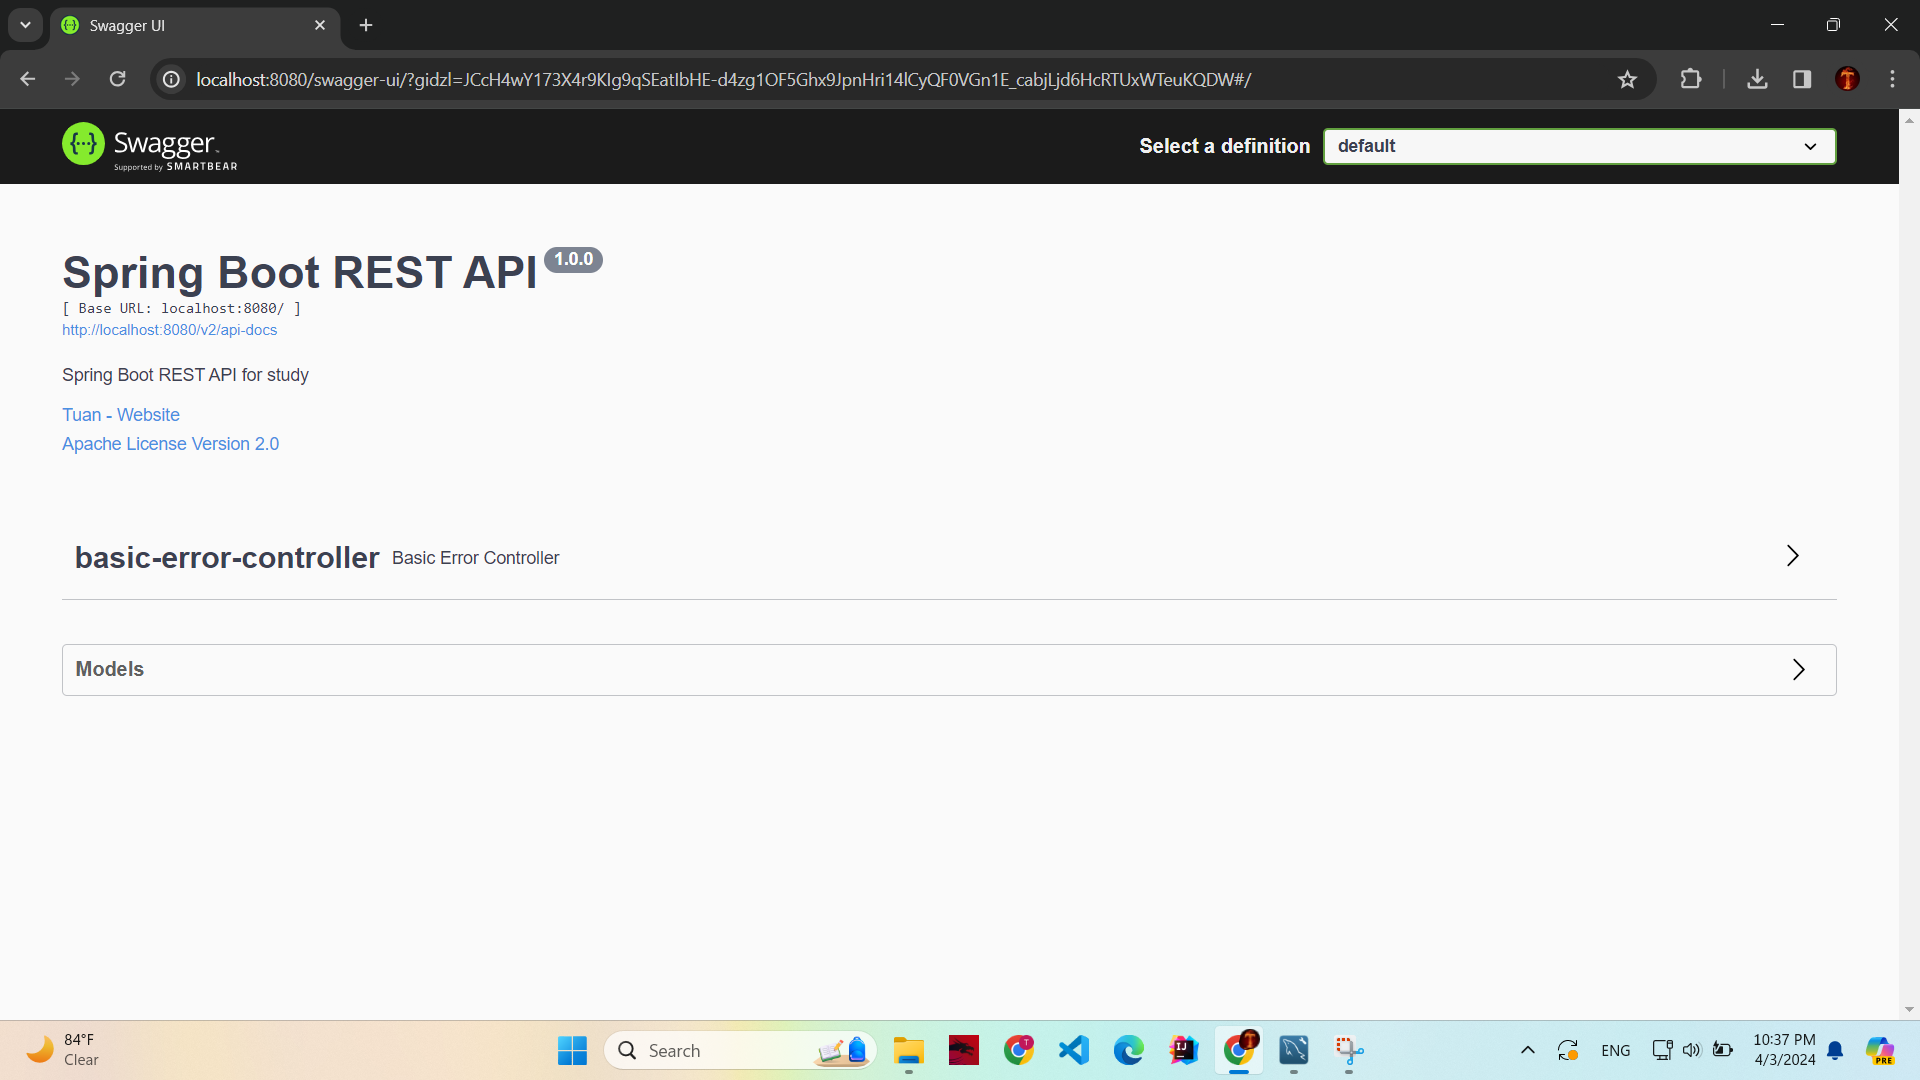 Swagger UI
localhost:8080/swagger-ui/?gidzl=JCcH4wY173X4r9KIg9qSEatIbHE-d4zg1OF5Ghx9JpnHri14lCyQF0VGn1E_cabjLjd6HcRTUxWTeuKQDW#/
Swagger
Supported by SMARTBEAR
Select a definition
default
Spring Boot REST API 1.0.0
[ Base URL: localhost:8080/ ]
http://localhost:8080/v2/api-docs
Spring Boot REST API for study
Tuan - Website
Apache License Version 2.0
basic-error-controller Basic Error Controller
Models
84°F
Clear
Search
ENG
10:37 PM
4/3/2024
PRE